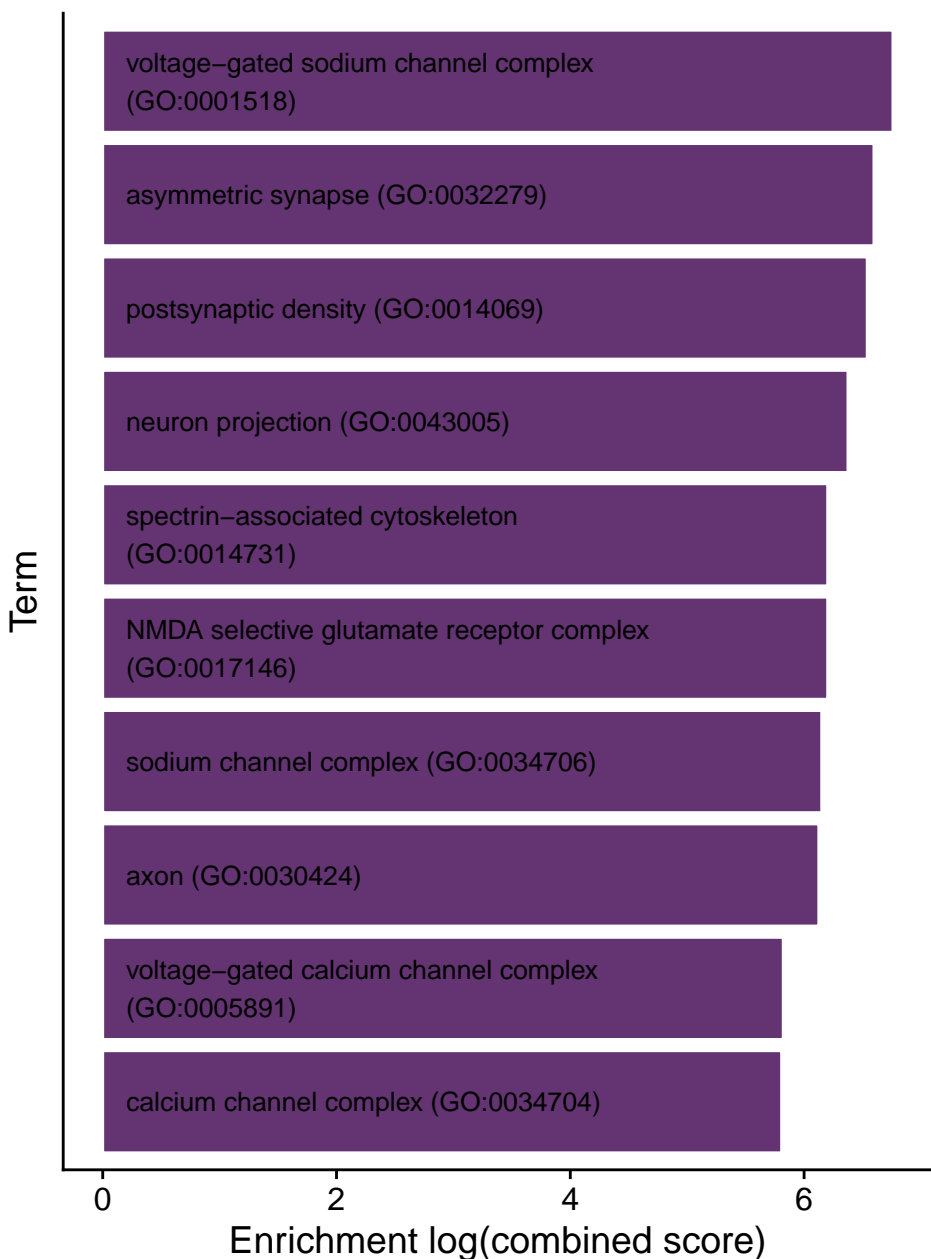 voltage−gated sodium channel complex
(GO:0001518)
asymmetric synapse (GO:0032279)
postsynaptic density (GO:0014069)
neuron projection (GO:0043005)
spectrin−associated cytoskeleton
(GO:0014731)
NMDA selective glutamate receptor complex
(GO:0017146)
sodium channel complex (GO:0034706)
axon (GO:0030424)
voltage−gated calcium channel complex
(GO:0005891)
calcium channel complex (GO:0034704)
Term
0 2 4 6
Enrichment log(combined score)